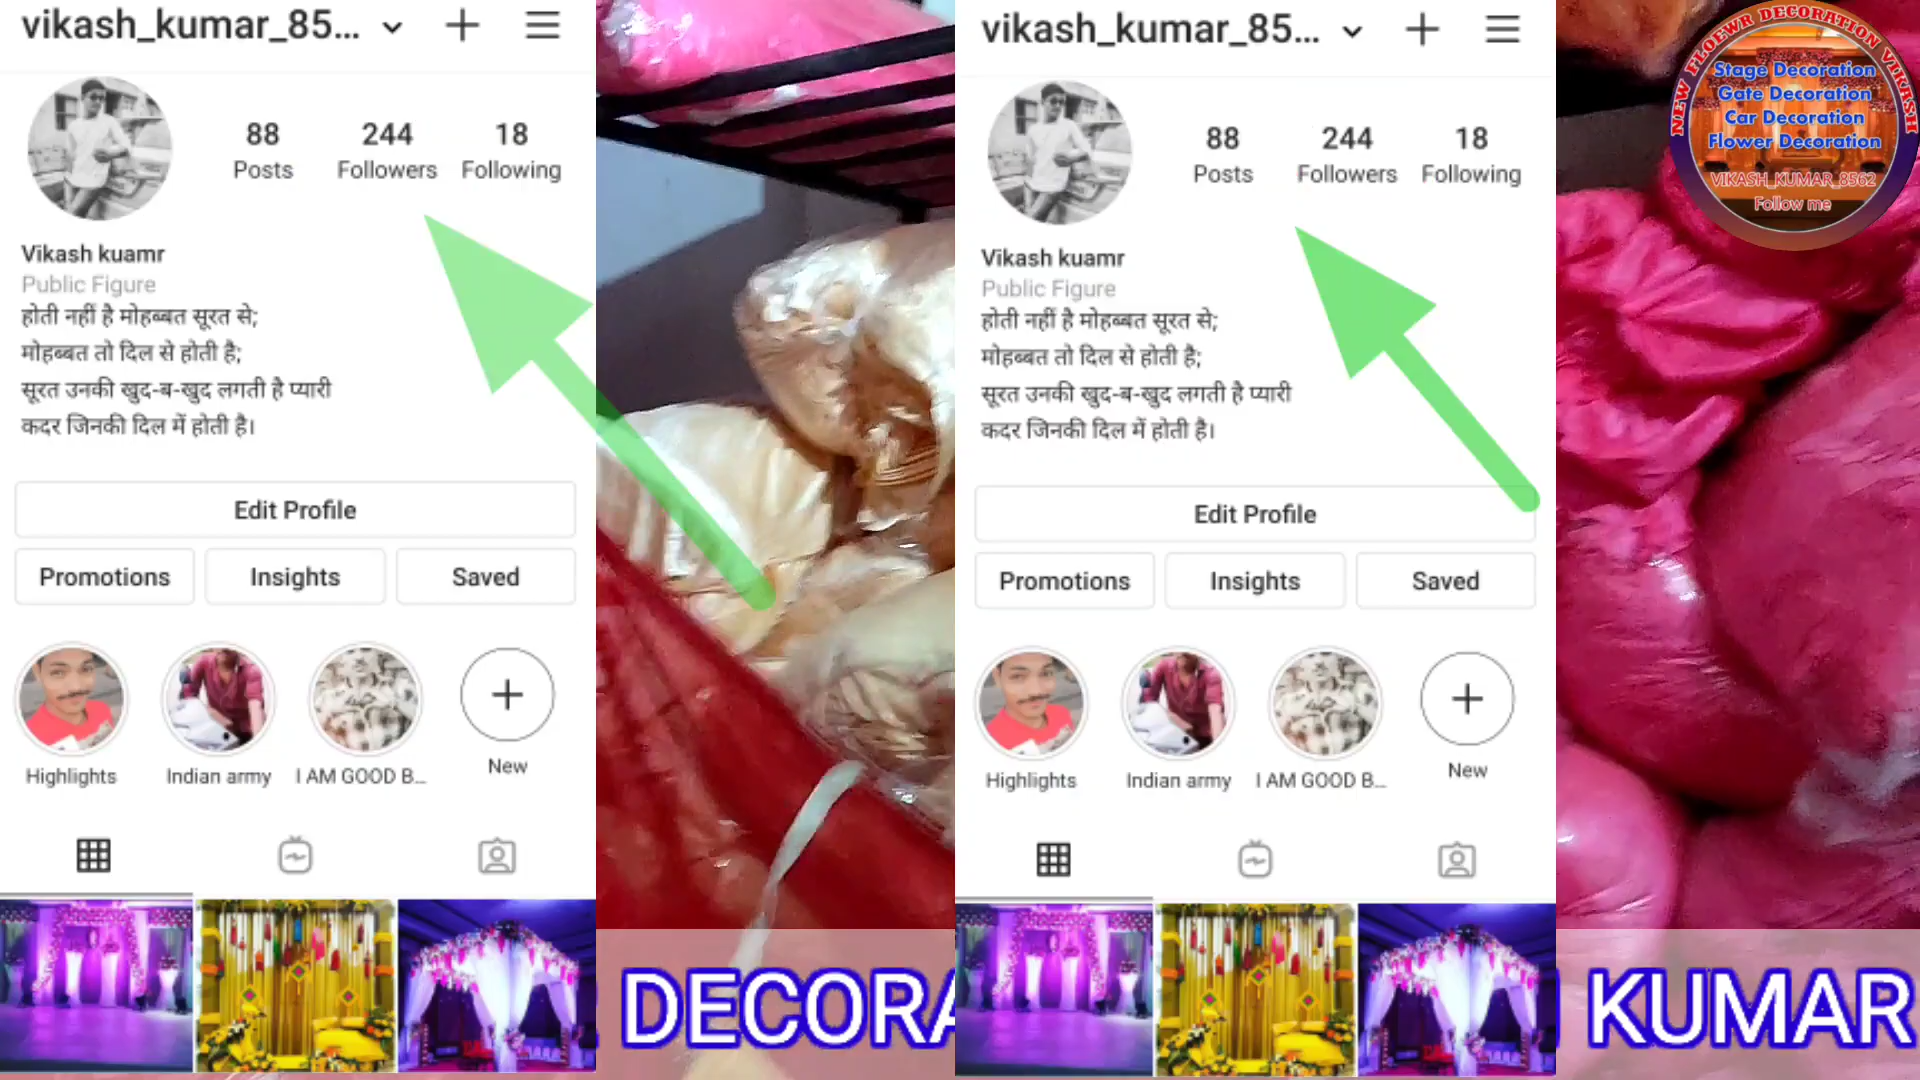 vikash_kumar_85...
88
244
18
Posts
Followers
Following
Vikash kuamr
Public Figure
होती नहीं है मोहब्बत सूरत से;
मोहब्बत तो दिल से होती है;
सूरत उनकी खुद-ब-खुद लगती है प्यारी
कदर जिनकी दिल में होती है।
Edit Profile
Promotions
Insights
Saved
Highlights
Indian army
I AM GOOD B...
New
vikash_kumar_85...
88
244
18
Posts
Followers
Following
Vikash kuamr
Public Figure
होती नहीं है मोहब्बत सूरत से;
मोहब्बत तो दिल से होती है;
सूरत उनकी खुद-ब-खुद लगती है प्यारी
कदर जिनकी दिल में होती है।
Edit Profile
Promotions
Insights
Saved
Highlights
Indian army
I AM GOOD B...
New
NEW FLOEWR DECORATION VIKASH
Stage Decoration
Gate Decoration
Car Decoration
Flower Decoration
VIKASH_KUMAR_8562
Follow me
DECORA
KUMAR